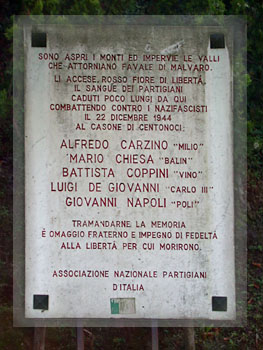 SONO ASPRI I MONTI ED IMPERVIE LE VALLI
CHE ATTORNIANO FAVALE DI MALVARO.
LI ACCESE, ROSSO FIORE DI LIBERTÀ,
IL SANGUE DEI PARTIGIANI
CADUTI POCO LUNGI DA QUI
COMBATTENDO CONTRO I NAZIFASCISTI
IL 22 DICEMBRE 1944
AL CASONE DI CENTONOCI:
ALFREDO CARZINO "MILIO"
MARIO CHIESA "BALIN"
BATTISTA COPPINI "VINO"
LUIGI DE GIOVANNI "CARLO III"
GIOVANNI NAPOLI "POLI"
TRAMANDARNE LA MEMORIA
È OMAGGIO FRATERNO E IMPEGNO DI FEDELTÀ
ALLA LIBERTÀ PER CUI MORIRONO.
ASSOCIAZIONE NAZIONALE PARTIGIANI
D'ITALIA